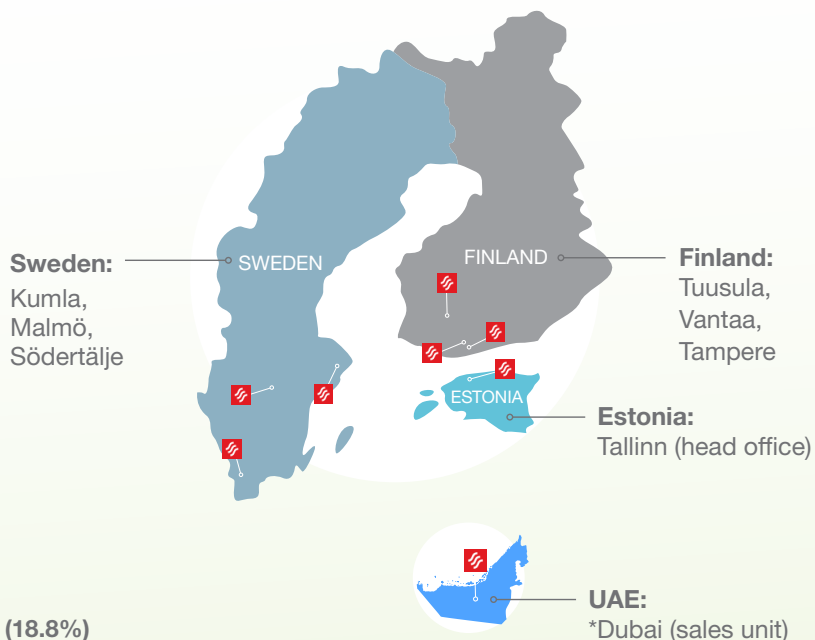 SWEDEN
FINLAND
Sweden:
Kumla,
Malmö,
Södertälje
Finland:
Tuusula,
Vantaa,
Tampere
ESTONIA
Estonia:
Tallinn (head office)
UAE:
*Dubai (sales unit)
(18.8%)